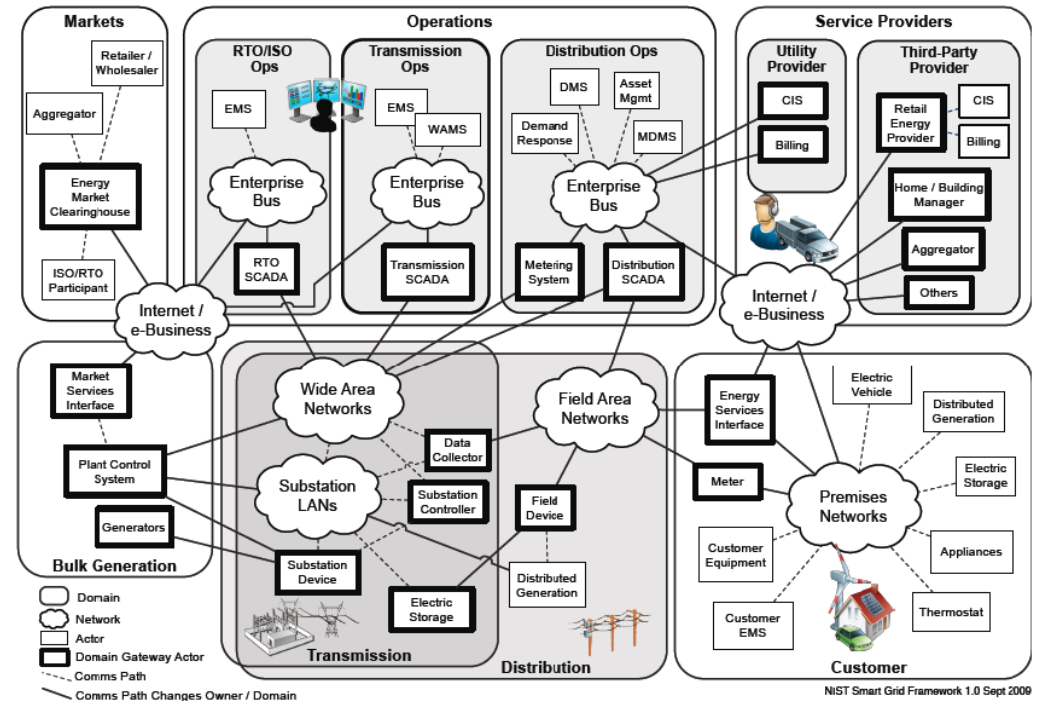 Markets
Retailer /
Wholesaler
Aggregator
Energy
Market
Clearinghouse
ISO/RTO
Participant
Internet /
e-Business
Operations
RTO/ISO
Ops
EMS
Enterprise
Bus
RTO
SCADA
Transmission
Ops
EMS
WAMS
Enterprise
Bus
Transmission
SCADA
Distribution Ops
DMS
Asset
Mgmt
Demand
Response
MDMS
Enterprise
Bus
Metering
System
Distribution
SCADA
Service Providers
Utility
Provider
CIS
Billing
Third-Party
Provider
Retail
Energy
Provider
CIS
Billing
Home / Building
Manager
Aggregator
Others
Internet /
e-Business
Market
Services
Interface
Plant Control
System
Generators
Bulk Generation
Wide Area
Networks
Substation
LANs
Data
Collector
Substation
Controller
Substation
Device
Electric
Storage
Transmission
Field Area
Networks
Field
Device
Distributed
Generation
Distribution
Energy
Services
Interface
Meter
Premises
Networks
Electric
Vehicle
Distributed
Generation
Electric
Storage
Appliances
Thermostat
Customer
Equipment
Customer
EMS
Customer
Domain
Network
Actor
Domain Gateway Actor
Comms Path
Comms Path Changes Owner / Domain
NIST Smart Grid Framework 1.0 Sept 2009